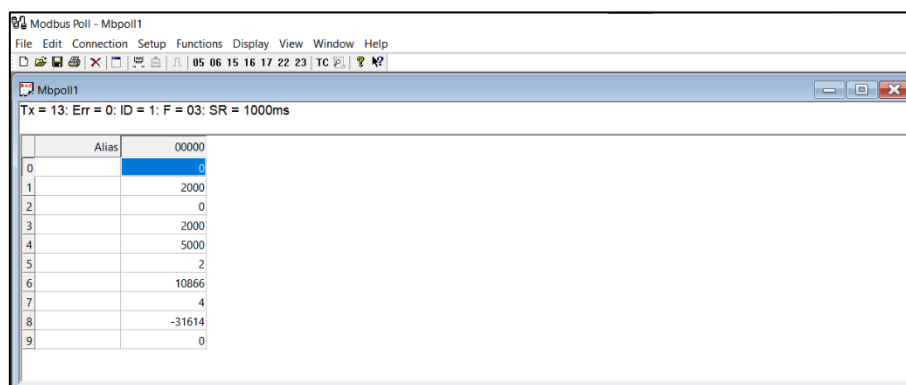 Modbus Poll - Mbpoll1
File Edit Connection Setup Functions Display View Window Help
05 06 15 16 17 22 23 TC
Mbpoll1
Tx = 13: Err = 0: ID = 1: F = 03: SR = 1000ms
Alias 00000
0 0
1 2000
2 0
3 2000
4 5000
5 2
6 10866
7 4
8 -31614
9 0